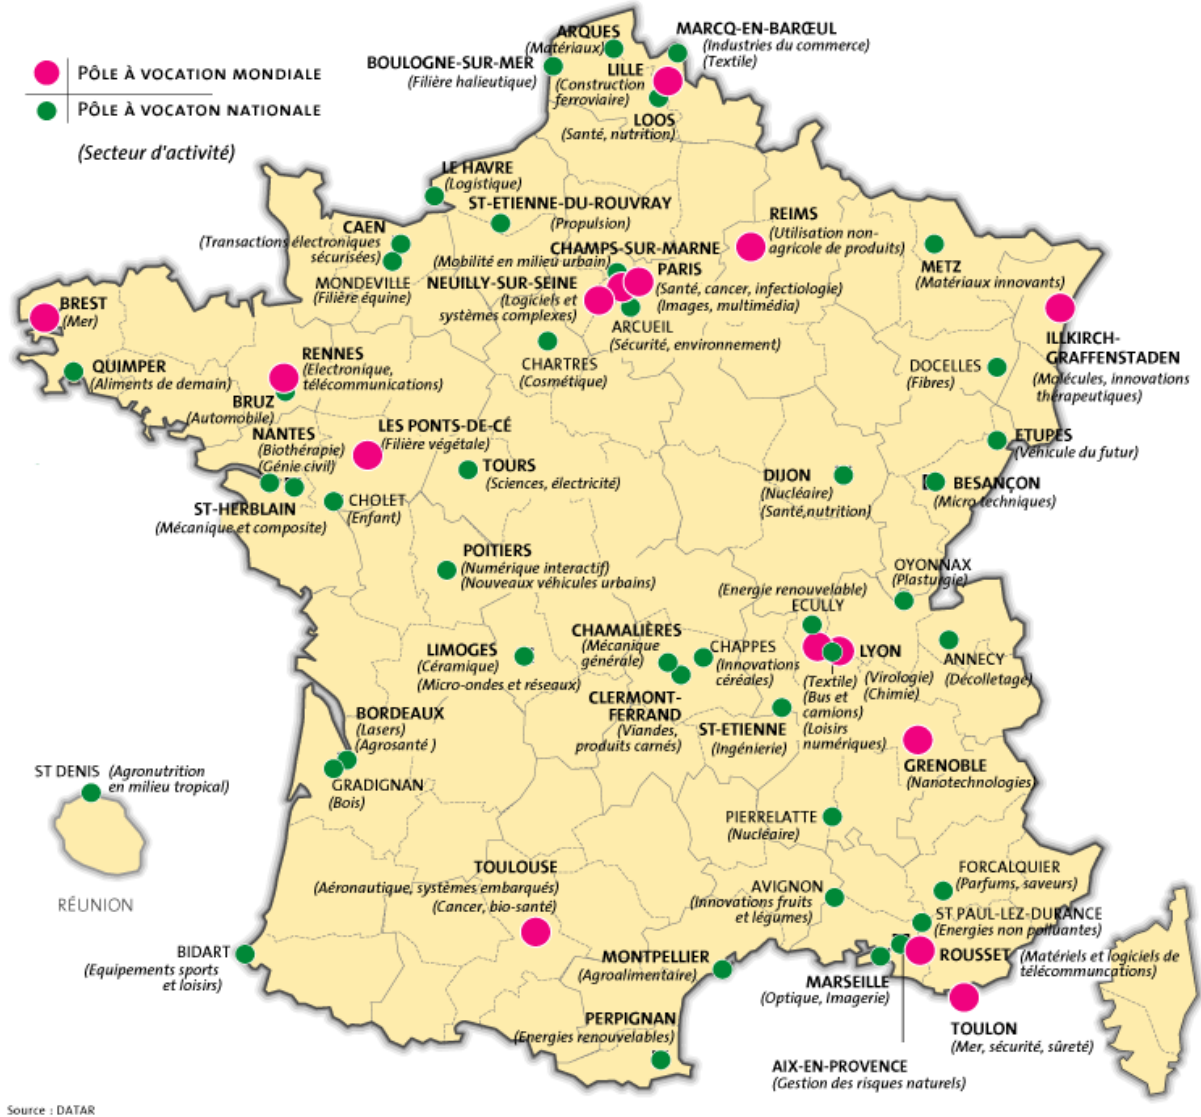 PÔLE À VOCATION MONDIALE
PÔLE À VOCATON NATIONALE
(Secteur d'activité)
ARQUES
(Matériaux)
MARCQ-EN-BARŒUL
(Industries du commerce)
(Textile)
BOULOGNE-SUR-MER
(Filière halieutique)
LILLE
(Construction
ferroviaire)
LOOS
(Santé, nutrition)
LE HAVRE
(Logistique)
ST-ETIENNE-DU-ROUVRAY
(Propulsion)
CAEN
(Transactions électroniques
sécurisées)
MONDEVILLE
(Filière équine)
CHAMPS-SUR-MARNE
(Mobilité en milieu urbain)
NEUILLY-SUR-SEINE
(Logiciels et
systèmes complexes)
PARIS
(Santé, cancer, infectiologie)
(Images, multimédia)
ARCUEIL
(Sécurité, environnement)
REIMS
(Utilisation non-
agricole de produits)
METZ
(Matériaux innovants)
ILLKIRCH-
GRAFFENSTADEN
(Molécules, innovations
thérapeutiques)
BREST
(Mer)
QUIMPER
(Aliments de demain)
RENNES
(Electronique,
télécommunications)
BRUZ
(Automobile)
CHARTRES
(Cosmétique)
DOCELLES
(Fibres)
LES PONTS-DE-CÉ
(Filière végétale)
NANTES
(Biothérapie)
(Génie civil)
ST-HERBLAIN
(Mécanique et composite)
CHOLET
(Enfant)
TOURS
(Sciences, électricité)
DIJON
(Nucléaire)
(Santé,nutrition)
ETUPES
(Véhicule du futur)
BESANÇON
(Micro techniques)
POITIERS
(Numérique interactif)
(Nouveaux véhicules urbains)
OYONNAX
(Plasturgie)
(Energie renouvelable)
ECULLY
LIMOGES
(Céramique)
(Micro-ondes et réseaux)
CHAMALIÈRES
(Mécanique
générale)
CHAPPES
(Innovations
céréales)
LYON
(Virologie)
(Chimie)
(Textile)
(Bus et
camions)
(Loisirs
numériques)
ANNECY
(Décolletage)
CLERMONT-
FERRAND
(Viandes,
produits carnés)
ST-ETIENNE
(Ingénierie)
BORDEAUX
(Lasers)
(Agrosanté )
GRADIGNAN
(Bois)
GRENOBLE
(Nanotechnologies)
ST DENIS
(Agronutrition
en milieu tropical)
RÉUNION
PIERRELATTE
(Nucléaire)
TOULOUSE
(Aéronautique, systèmes embarqués)
(Cancer, bio-santé)
AVIGNON
(Innovations fruits
et légumes)
FORCALQUIER
(Parfums, saveurs)
ST PAUL-LEZ-DURANCE
(Energies non polluantes)
BIDART
(Equipements sports
et loisirs)
MONTPELLIER
(Agroalimentaire)
ROUSSET
(Matériels et logiciels de
télécommuncations)
MARSEILLE
(Optique, Imagerie)
PERPIGNAN
(Energies renouvelables)
TOULON
(Mer, sécurité, sûreté)
AIX-EN-PROVENCE
(Gestion des risques naturels)
Source : DATAR